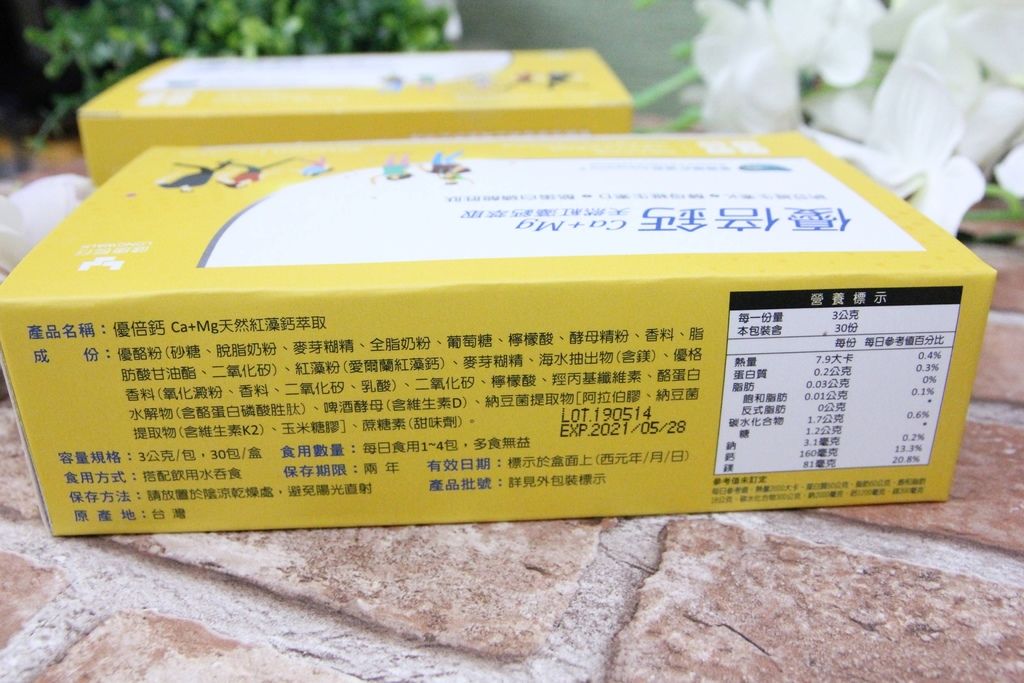 優倍鈣 Ca+Mg
天然紅藻鈣萃取
健康力行
LONGWALK
產品名稱：優倍鈣 Ca+Mg天然紅藻鈣萃取
成 份：優酪粉(砂糖、脫脂奶粉、麥芽糊精、全脂奶粉、葡萄糖、檸檬酸、酵母精粉、香料、脂
肪酸甘油酯、二氧化矽)、紅藻粉(愛爾蘭紅藻鈣)、麥芽糊精、海水抽出物(含鎂)、優格
香料(氧化澱粉、香料、二氧化矽、乳酸)、二氧化矽、檸檬酸、羥丙基纖維素、酪蛋白
水解物(含酪蛋白磷酸胜肽)、啤酒酵母(含維生素D)、納豆菌提取物[阿拉伯膠、納豆菌
提取物(含維生素K2)、玉米糖膠]、蔗糖素(甜味劑)。
LOT.190514
EXP.2021/05/28
容量規格：3公克/包，30包/盒 食用數量：每日食用1~4包，多食無益
食用方式：搭配飲用水吞食 保存期限：兩 年 有效日期：標示於盒面上(西元年/月/日)
保存方法：請放置於陰涼乾燥處，避免陽光直射 產品批號：詳見外包裝標示
原 產 地：台 灣
營養標示
每一份量 3公克
本包裝含 30份
每份 每日參考值百分比
熱量 7.9大卡 0.4%
蛋白質 0.2公克 0.3%
脂肪 0.03公克 0%
飽和脂肪 0.01公克 0.1%
反式脂肪 0公克 *
碳水化合物 1.7公克 0.6%
糖 1.2公克 *
鈉 3.1毫克 0.2%
鈣 160毫克 13.3%
鎂 81毫克 20.8%
*參考值未訂定